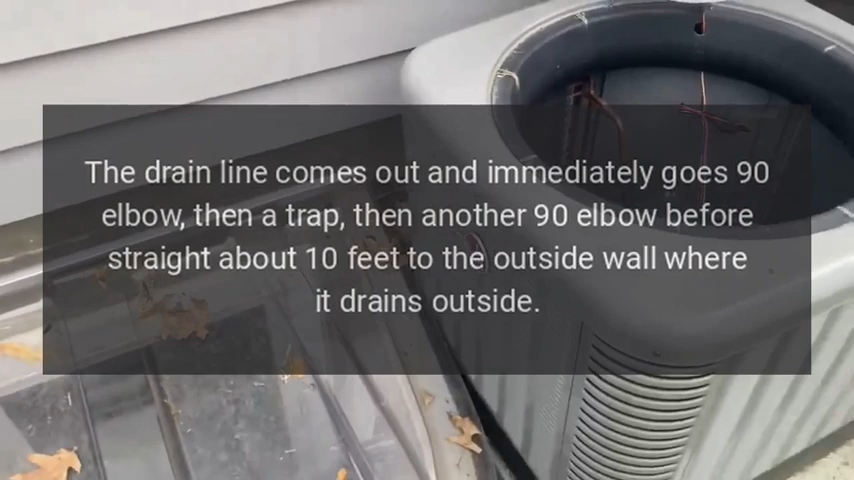 The drain line comes out and immediately goes 90
elbow, then a trap, then another 90 elbow before
straight about 10 feet to the outside wall where
it drains outside.